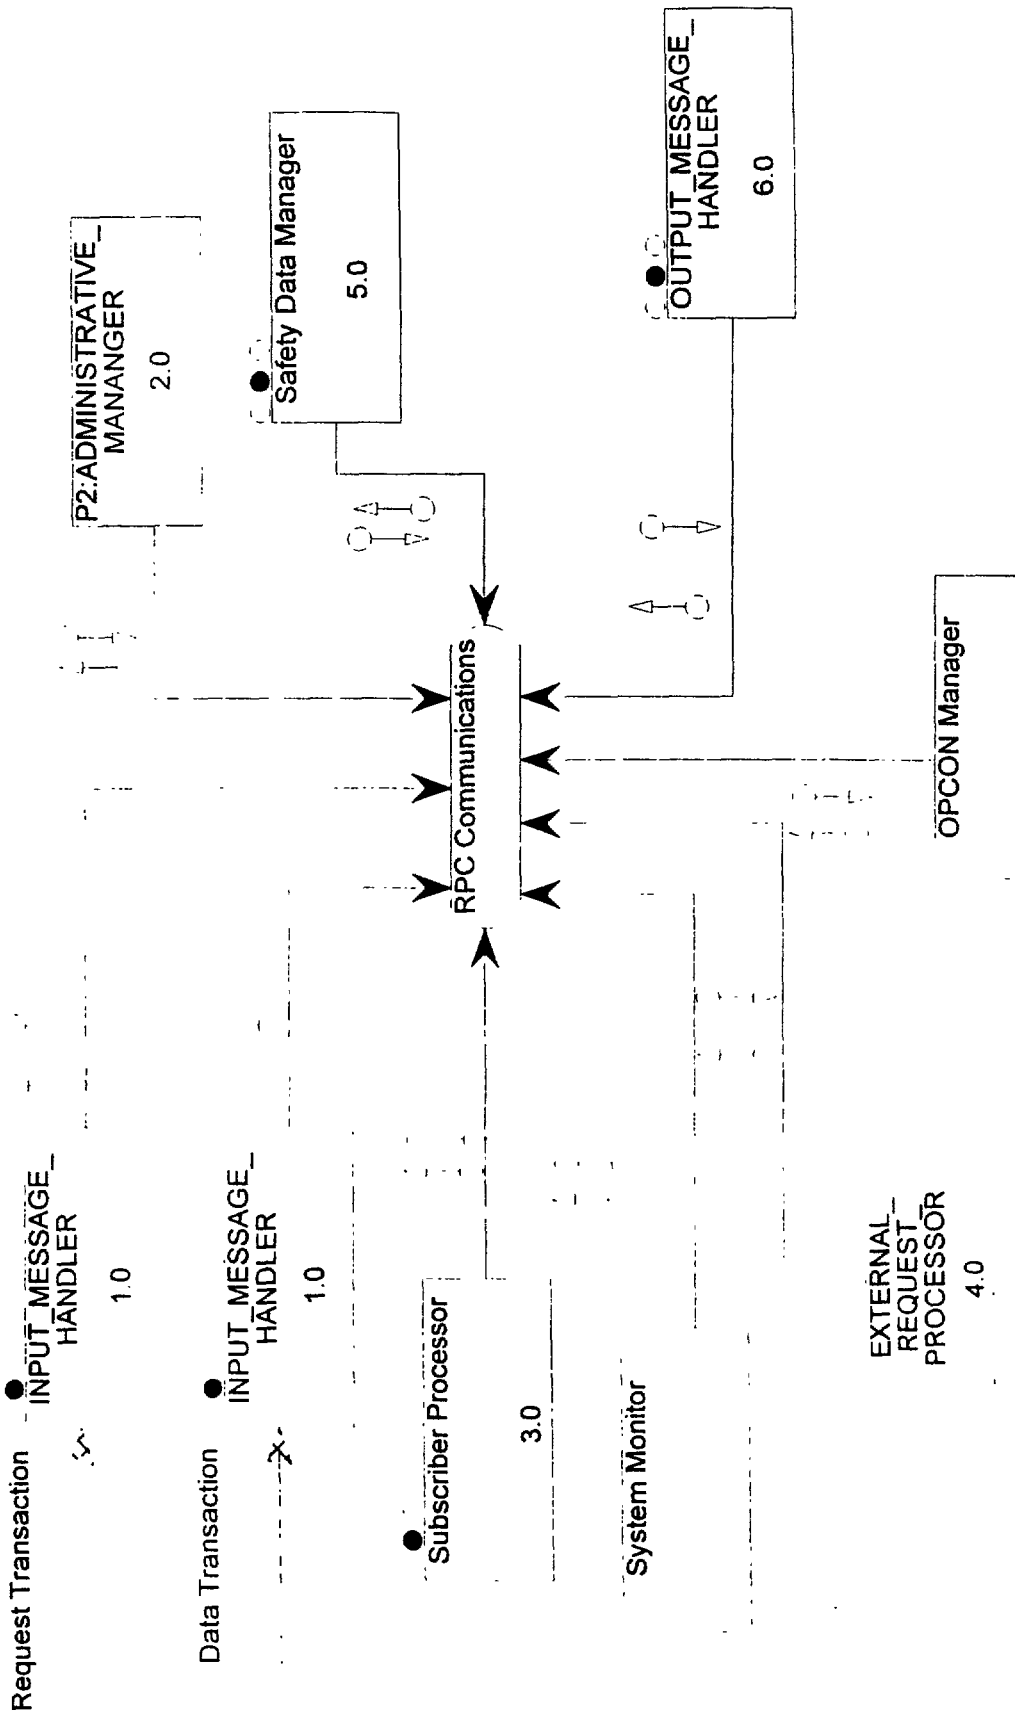 Request Transaction
INPUT_MESSAGE_
HANDLER
1.0
Data Transaction
INPUT_MESSAGE_
HANDLER
1.0
Subscriber Processor
3.0
System Monitor
EXTERNAL_
REQUEST_
PROCESSOR
4.0
RPC Communications
P2:ADMINISTRATIVE_
MANANGER
2.0
Safety Data Manager
5.0
OUTPUT_MESSAGE_
HANDLER
6.0
OPCON Manager